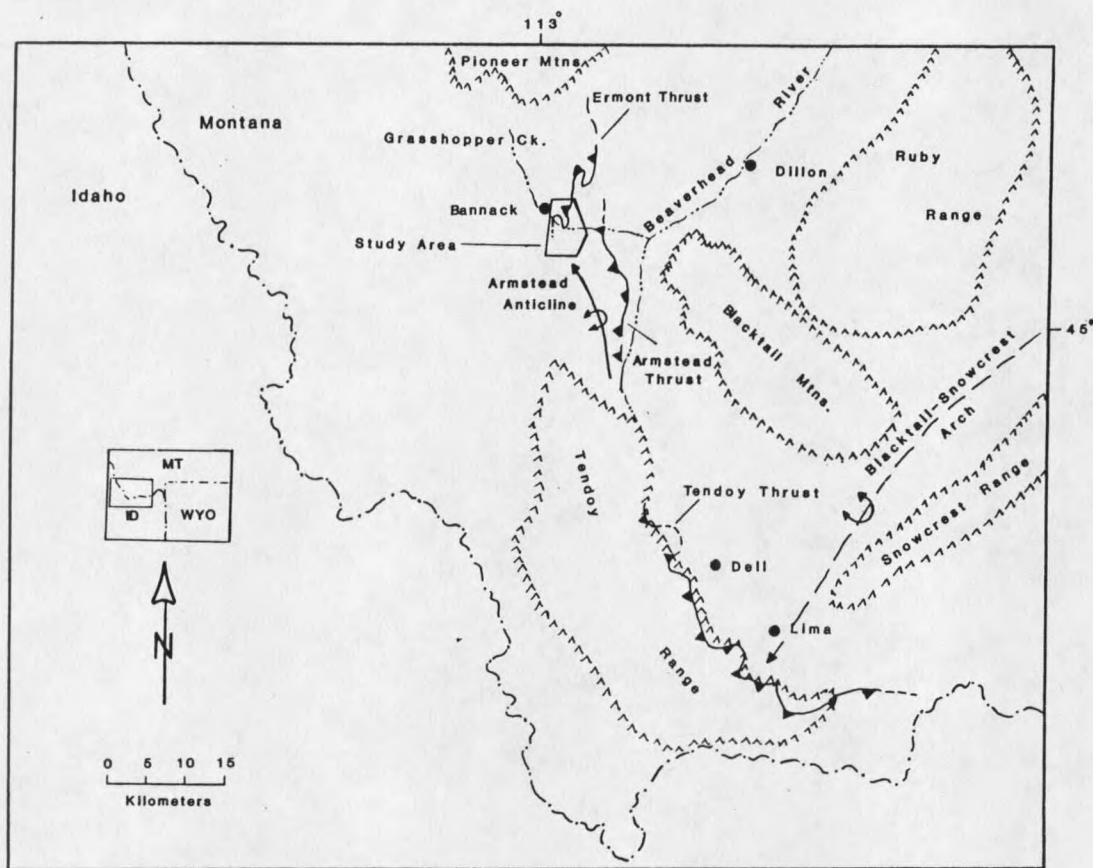 113°
Pioneer Mtns.
Ermont Thrust
River
Montana
Grasshopper Ck.
Beaverhead
Dillon
Ruby
Range
Idaho
Bannack
Study Area
Armstead
Anticline
45°
Blacktail
Mtns.
Armstead
Thrust
Blacktail-Snowcrest
Arch
Tendoy
Range
Tendoy Thrust
Snowcrest Range
MT
ID
WYO
Dell
Lima
N
0 5 10 15
Kilometers